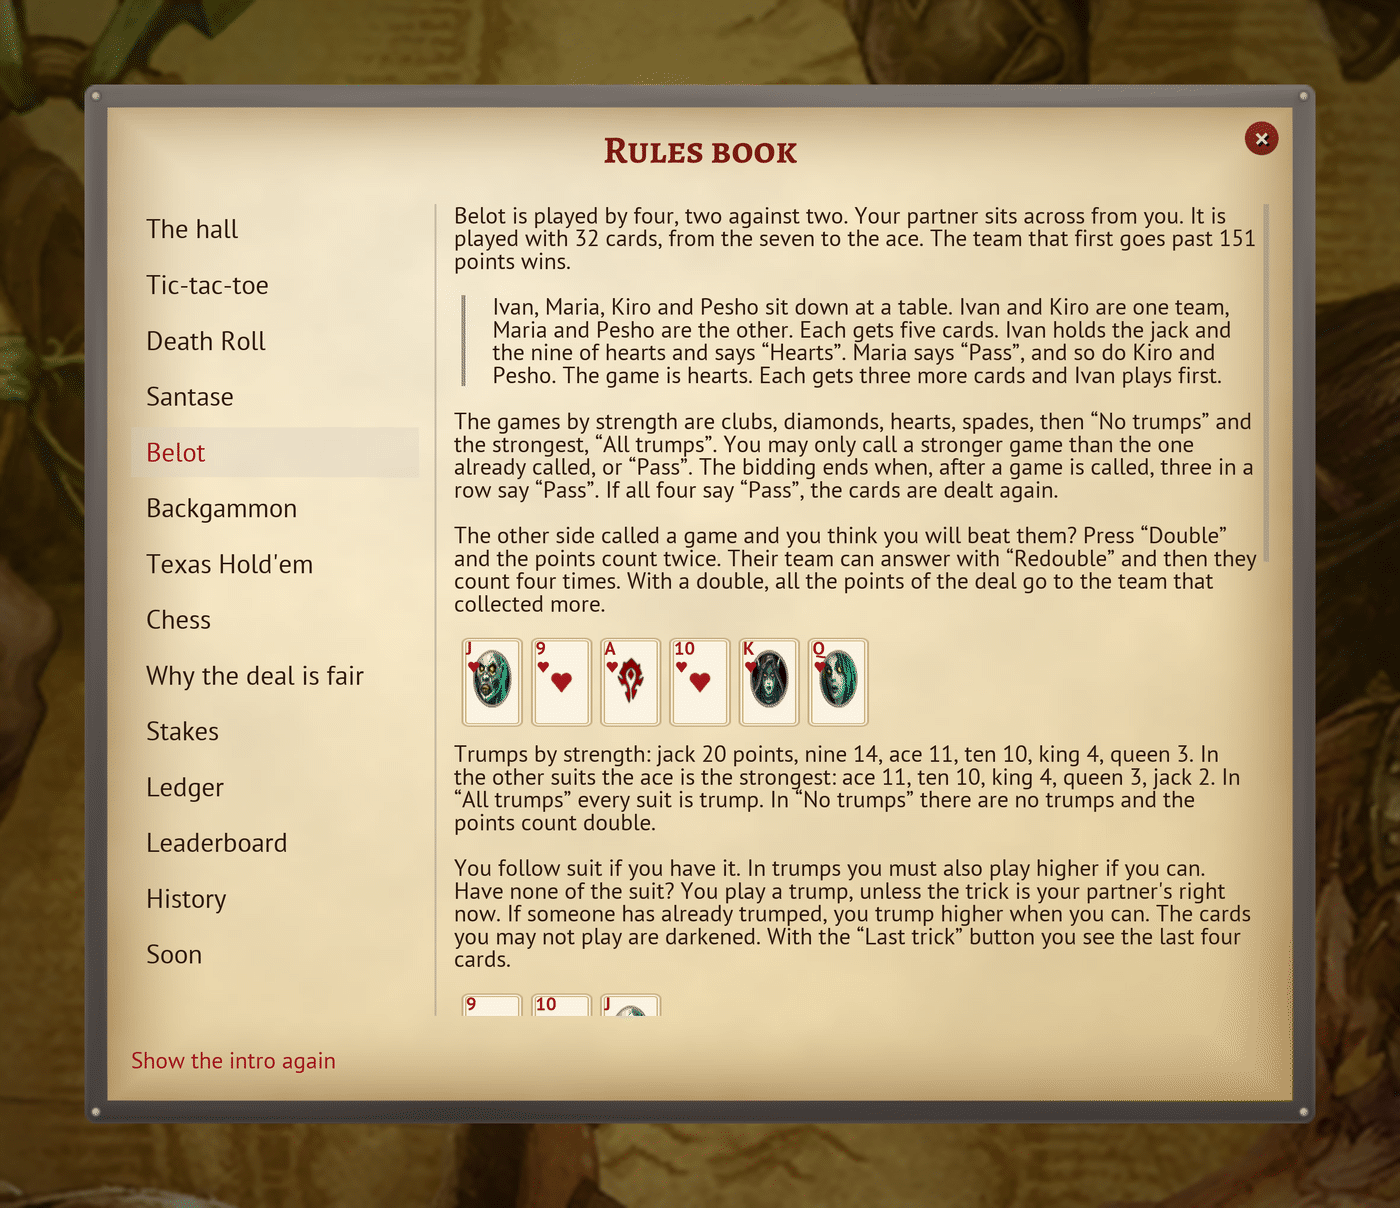 Rules book
The hall
Tic-tac-toe
Death Roll
Santase
Belot
Backgammon
Texas Hold'em
Chess
Why the deal is fair
Stakes
Ledger
Leaderboard
History
Soon
Show the intro again
Belot is played by four, two against two. Your partner sits across from you. It is
played with 32 cards, from the seven to the ace. The team that first goes past 151
points wins.
Ivan, Maria, Kiro and Pesho sit down at a table. Ivan and Kiro are one team,
Maria and Pesho are the other. Each gets five cards. Ivan holds the jack and
the nine of hearts and says “Hearts”. Maria says “Pass”, and so do Kiro and
Pesho. The game is hearts. Each gets three more cards and Ivan plays first.
The games by strength are clubs, diamonds, hearts, spades, then “No trumps” and
the strongest, “All trumps”. You may only call a stronger game than the one
already called, or “Pass”. The bidding ends when, after a game is called, three in a
row say “Pass”. If all four say “Pass”, the cards are dealt again.
The other side called a game and you think you will beat them? Press “Double”
and the points count twice. Their team can answer with “Redouble” and then they
count four times. With a double, all the points of the deal go to the team that
collected more.
J 9 A 10 K Q
Trumps by strength: jack 20 points, nine 14, ace 11, ten 10, king 4, queen 3. In
the other suits the ace is the strongest: ace 11, ten 10, king 4, queen 3, jack 2. In
“All trumps” every suit is trump. In “No trumps” there are no trumps and the
points count double.
You follow suit if you have it. In trumps you must also play higher if you can.
Have none of the suit? You play a trump, unless the trick is your partner's right
now. If someone has already trumped, you trump higher when you can. The cards
you may not play are darkened. With the “Last trick” button you see the last four
cards.
9 10 J